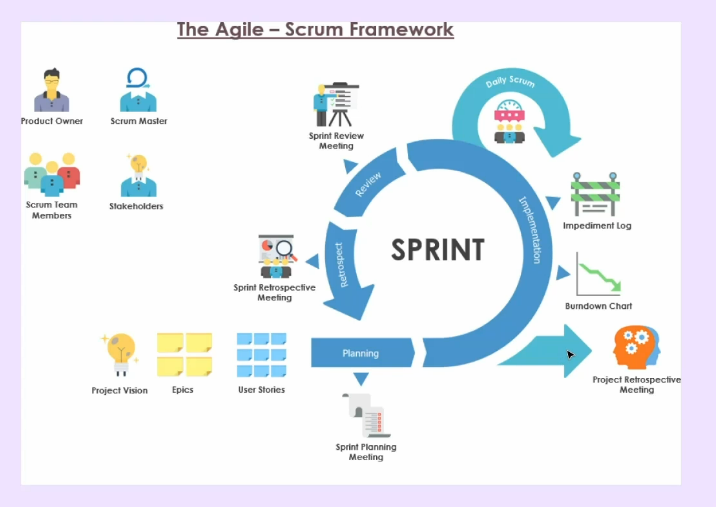 The Agile – Scrum Framework
Daily Scrum
Product Owner
Scrum Master
Sprint Review
Meeting
Review
Implementation
Scrum Team
Members
Stakeholders
Impediment Log
SPRINT
Retrospect
Sprint Retrospective
Meeting
Burndown Chart
Planning
Project Vision
Epics
User Stories
Project Retrospective
Meeting
Sprint Planning
Meeting